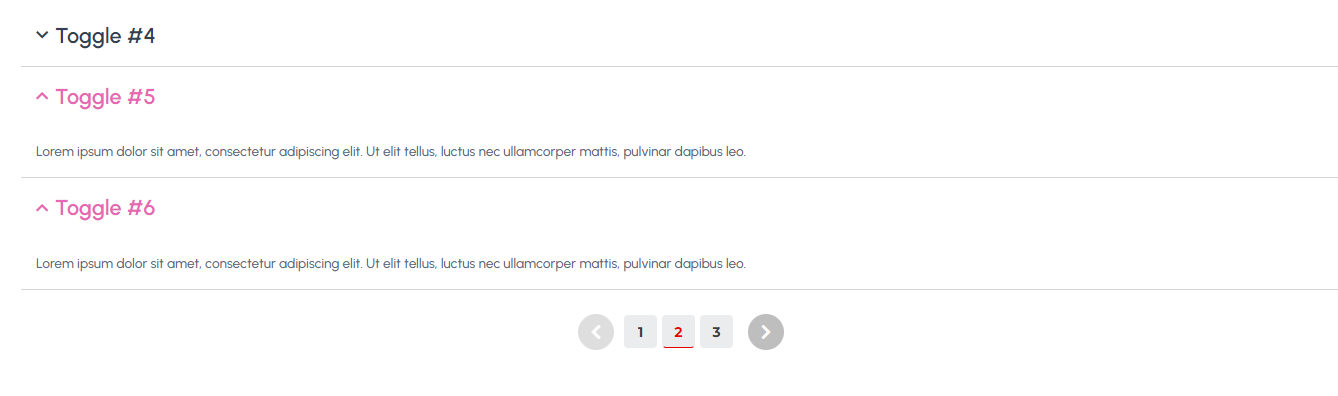 Toggle #4
Toggle #5
Lorem ipsum dolor sit amet, consectetur adipiscing elit. Ut elit tellus, luctus nec ullamcorper mattis, pulvinar dapibus leo.
Toggle #6
Lorem ipsum dolor sit amet, consectetur adipiscing elit. Ut elit tellus, luctus nec ullamcorper mattis, pulvinar dapibus leo.
1 2 3